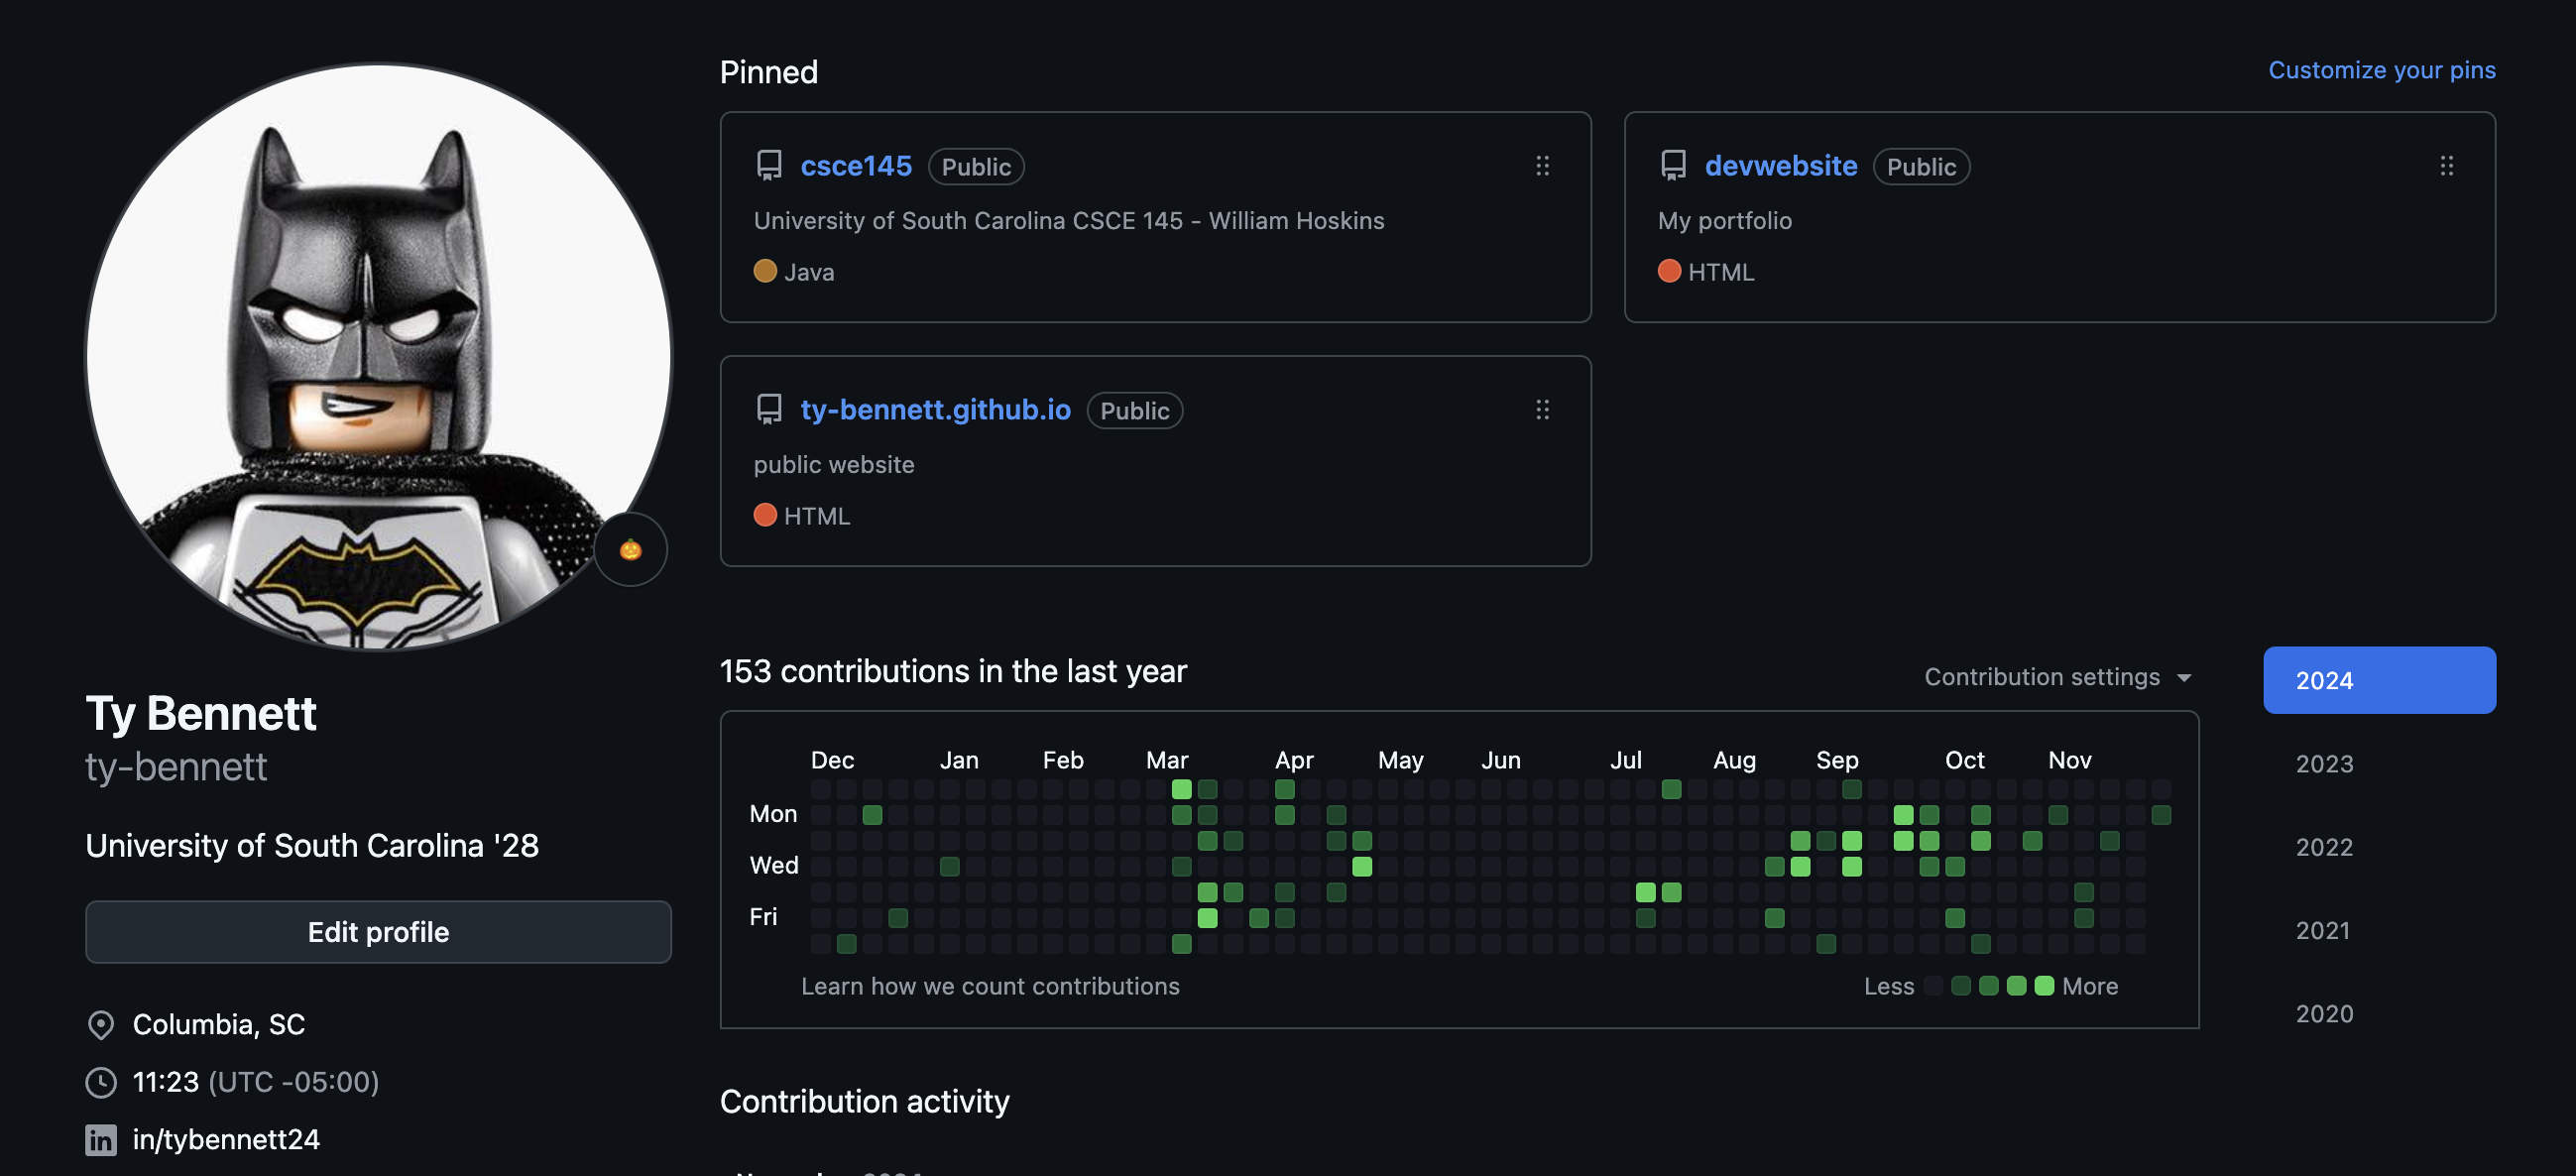 Pinned
Customize your pins
csce145 Public
University of South Carolina CSCE 145 - William Hoskins
Java
devwebsite Public
My portfolio
HTML
ty-bennett.github.io Public
public website
HTML
Ty Bennett
ty-bennett
University of South Carolina '28
Edit profile
Columbia, SC
11:23 (UTC -05:00)
in/tybennett24
153 contributions in the last year
Contribution settings
Dec Jan Feb Mar Apr May Jun Jul Aug Sep Oct Nov
Mon
Wed
Fri
Learn how we count contributions
Less More
2024
2023
2022
2021
2020
Contribution activity